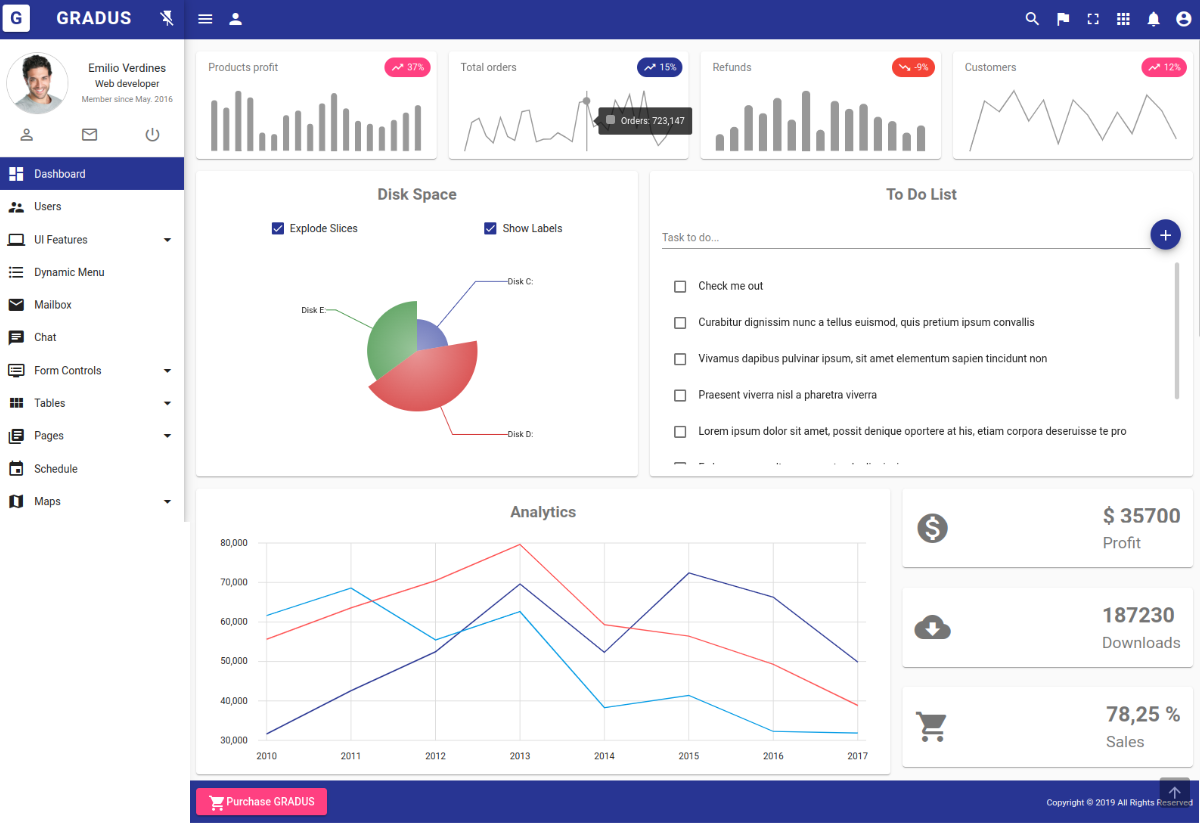 G GRADUS
Emilio Verdines
Web developer
Member since May. 2016
Dashboard
Users
UI Features
Dynamic Menu
Mailbox
Chat
Form Controls
Tables
Pages
Schedule
Maps
Products profit 37%
Total orders 15%
Orders: 723,147
Refunds -9%
Customers 12%
Disk Space
Explode Slices Show Labels
Disk C:
Disk E:
Disk D:
To Do List
Task to do...
Check me out
Curabitur dignissim nunc a tellus euismod, quis pretium ipsum convallis
Vivamus dapibus pulvinar ipsum, sit amet elementum sapien tincidunt non
Praesent viverra nisl a pharetra viverra
Lorem ipsum dolor sit amet, possit denique oportere at his, etiam corpora deseruisse te pro
Analytics
80,000
70,000
60,000
50,000
40,000
30,000
2010 2011 2012 2013 2014 2015 2016 2017
$ 35700
Profit
187230
Downloads
78,25 %
Sales
Purchase GRADUS
Copyright © 2019 All Rights Reserved